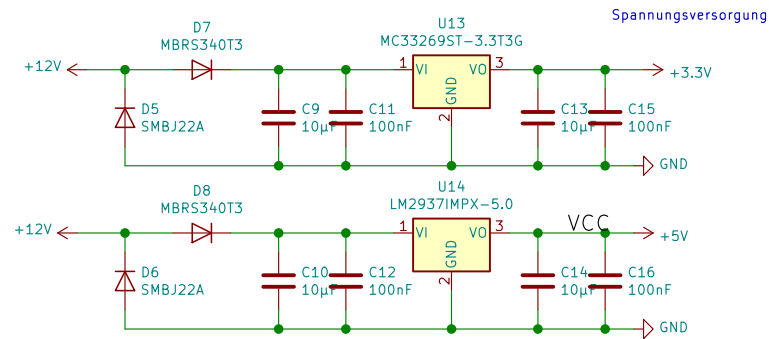 Spannungsversorgung
D7
MBRS340T3
U13
MC33269ST-3.3T3G
+12V
1 VI VO 3
+3.3V
GND
2
D5
SMBJ22A
C9
10µF
C11
100nF
C13
10µF
C15
100nF
GND
D8
MBRS340T3
U14
LM2937IMPX-5.0
VCC
+12V
1 VI VO 3
+5V
GND
2
D6
SMBJ22A
C10
10µF
C12
100nF
C14
10µF
C16
100nF
GND